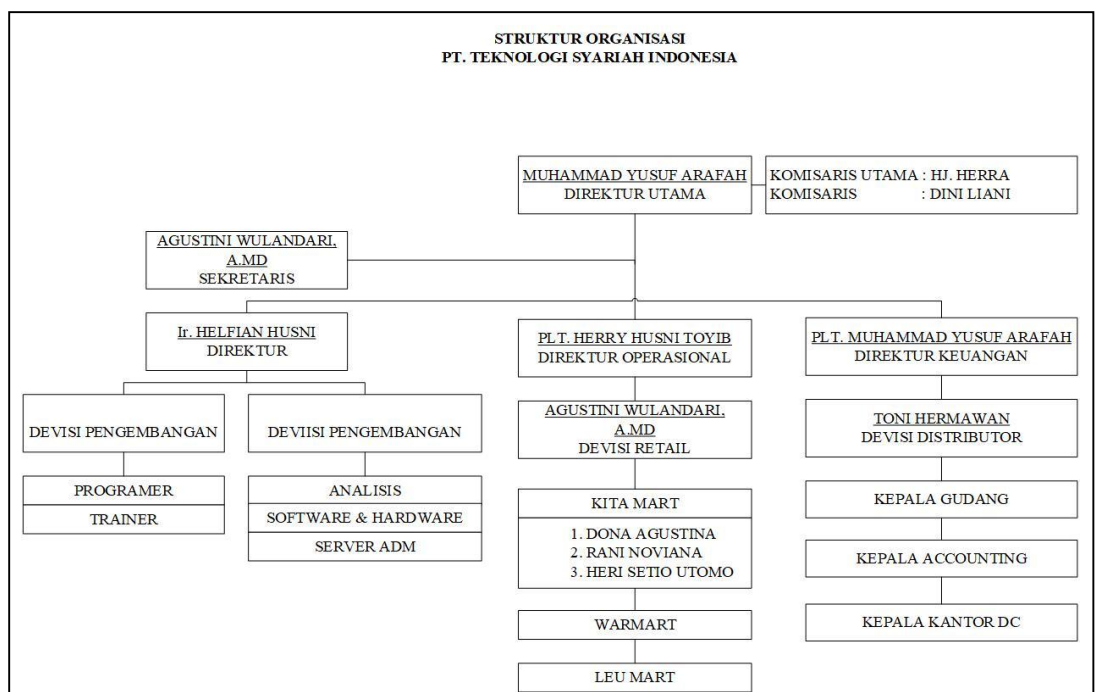 STRUKTUR ORGANISASI
PT. TEKNOLOGI SYARIAH INDONESIA
MUHAMMAD YUSUF ARAFAH
DIREKTUR UTAMA
KOMISARIS UTAMA : HJ. HERRA
KOMISARIS : DINI LIANI
AGUSTINI WULANDARI,
A.MD
SEKRETARIS
Ir. HELFIAN HUSNI
DIREKTUR
PLT. HERRY HUSNI TOYIB
DIREKTUR OPERASIONAL
PLT. MUHAMMAD YUSUF ARAFAH
DIREKTUR KEUANGAN
DEVISI PENGEMBANGAN
DEVIISI PENGEMBANGAN
AGUSTINI WULANDARI,
A.MD
DEVISI RETAIL
TONI HERMAWAN
DEVISI DISTRIBUTOR
PROGRAMER
TRAINER
ANALISIS
SOFTWARE & HARDWARE
SERVER ADM
KITA MART
1. DONA AGUSTINA
2. RANI NOVIANA
3. HERI SETIO UTOMO
WARMART
LEU MART
KEPALA GUDANG
KEPALA ACCOUNTING
KEPALA KANTOR DC